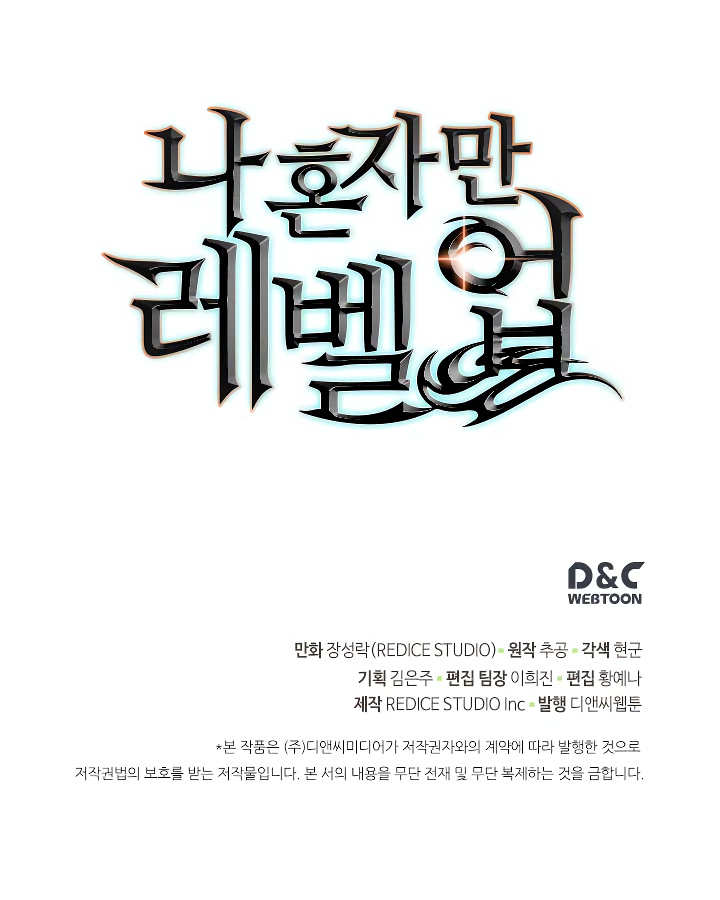 나 혼자만
레벨업
D&C
WEBTOON
만화 장성락(REDICE STUDIO) ▪ 원작 추공 ▪ 각색 현군
기획 김은주 ▪ 편집 팀장 이희진 ▪ 편집 황예나
제작 REDICE STUDIO Inc ▪ 발행 디앤씨웹툰
*본 작품은 (주)디앤씨미디어가 저작권자와의 계약에 따라 발행한 것으로
저작권법의 보호를 받는 저작물입니다. 본 서의 내용을 무단 전재 및 무단 복제하는 것을 금합니다.